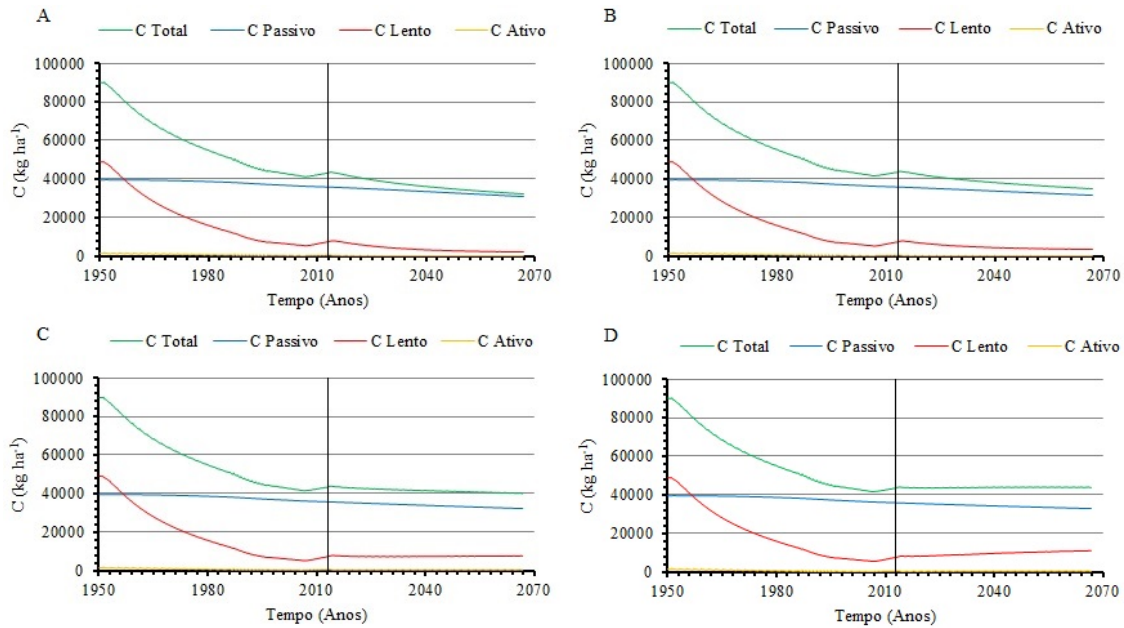 A
C Total C Passivo C Lento C Ativo
100000
80000
60000
40000
20000
0
C (kg ha⁻¹)
1950 1980 2010 2040 2070
Tempo (Anos)
B
C Total C Passivo C Lento C Ativo
100000
80000
60000
40000
20000
0
C (kg ha⁻¹)
1950 1980 2010 2040 2070
Tempo (Anos)
C
C Total C Passivo C Lento C Ativo
100000
80000
60000
40000
20000
0
C (kg ha⁻¹)
1950 1980 2010 2040 2070
Tempo (Anos)
D
C Total C Passivo C Lento C Ativo
100000
80000
60000
40000
20000
0
C (kg ha⁻¹)
1950 1980 2010 2040 2070
Tempo (Anos)